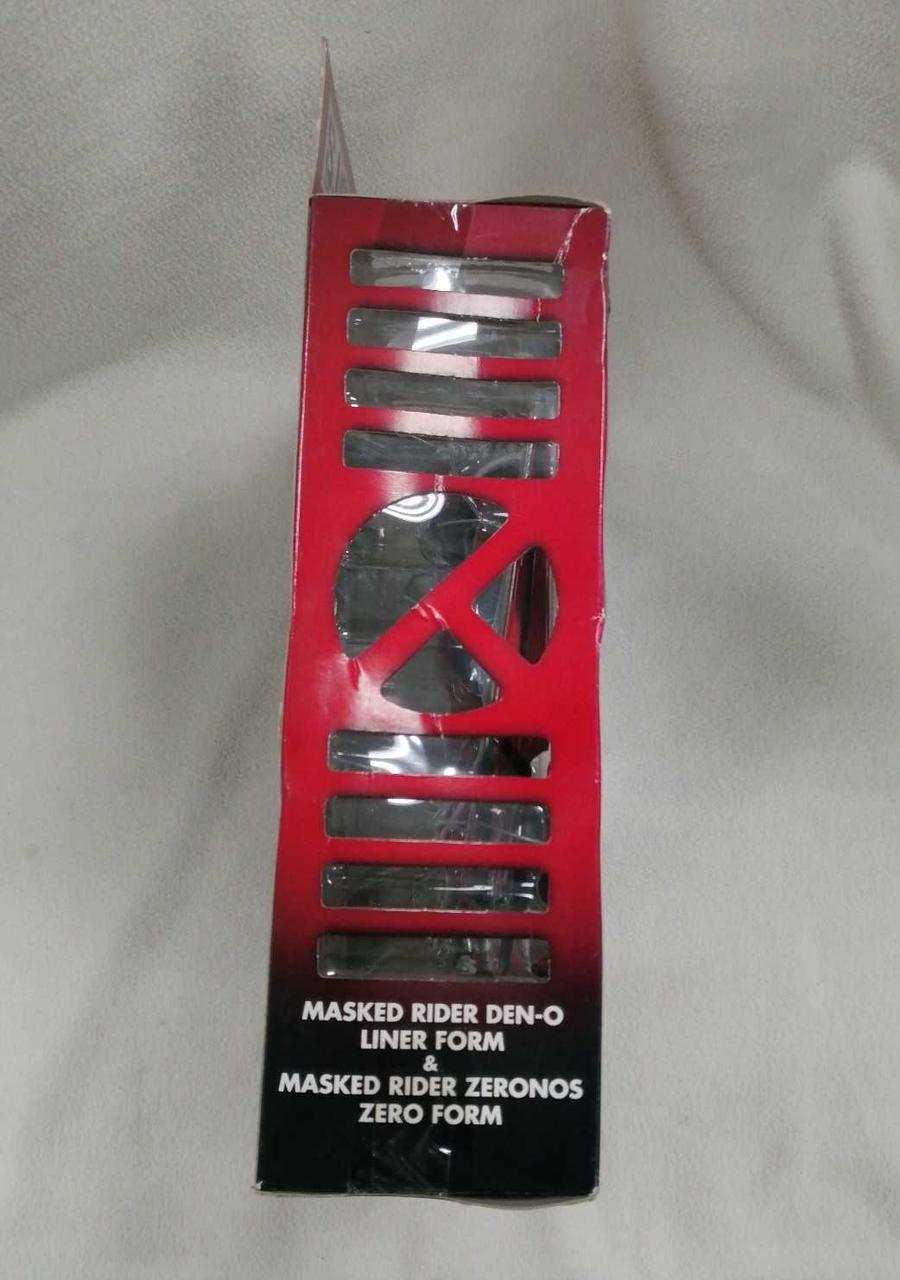 MASKED RIDER DEN-O
LINER FORM
&
MASKED RIDER ZERONOS
ZERO FORM